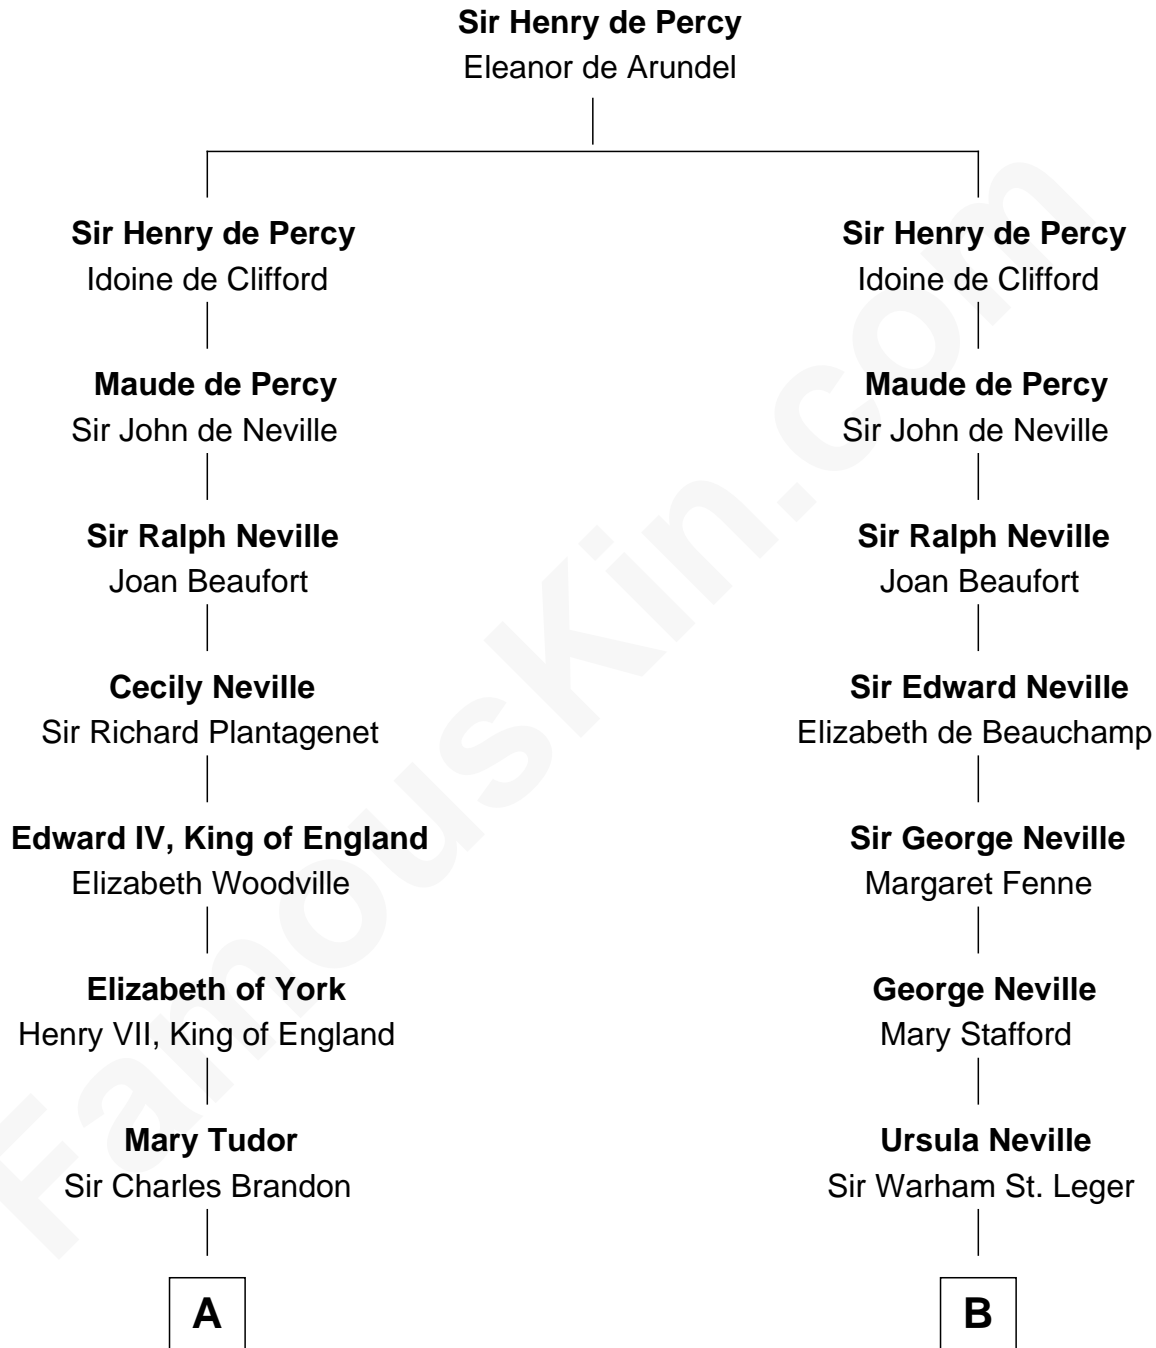 Sir Henry de Percy
Eleanor de Arundel
Sir Henry de Percy
Idoine de Clifford
Maude de Percy
Sir John de Neville
Sir Ralph Neville
Joan Beaufort
Cecily Neville
Sir Richard Plantagenet
Edward IV, King of England
Elizabeth Woodville
Elizabeth of York
Henry VII, King of England
Mary Tudor
Sir Charles Brandon
A
Sir Henry de Percy
Idoine de Clifford
Maude de Percy
Sir John de Neville
Sir Ralph Neville
Joan Beaufort
Sir Edward Neville
Elizabeth de Beauchamp
Sir George Neville
Margaret Fenne
George Neville
Mary Stafford
Ursula Neville
Sir Warham St. Leger
B
FamousKin.com